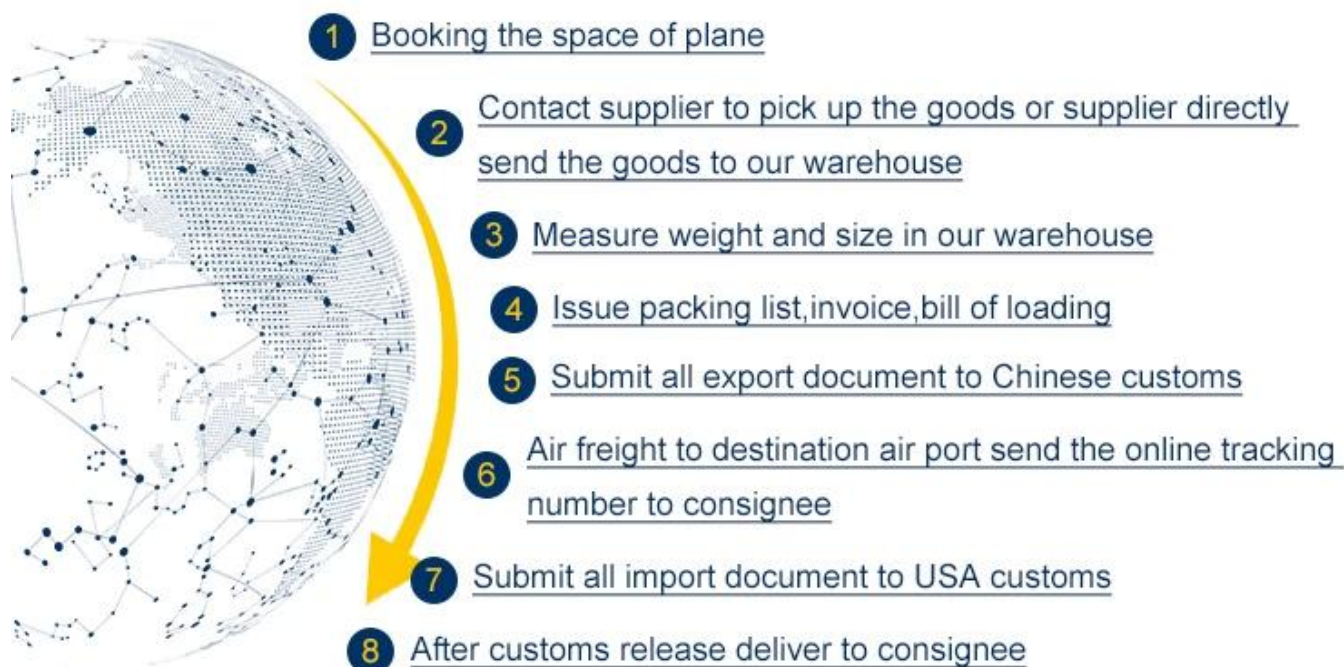 1 Booking the space of plane
2 Contact supplier to pick up the goods or supplier directly
send the goods to our warehouse
3 Measure weight and size in our warehouse
4 Issue packing list,invoice,bill of loading
5 Submit all export document to Chinese customs
6 Air freight to destination air port send the online tracking
number to consignee
7 Submit all import document to USA customs
8 After customs release deliver to consignee